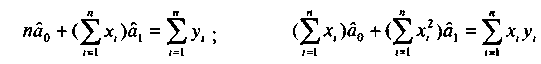 $n\hat{a}_0 + (\sum_{i=1}^{n} x_i)\hat{a}_1 = \sum_{i=1}^{n} y_i ; \quad (\sum_{i=1}^{n} x_i)\hat{a}_0 + (\sum_{i=1}^{n} x_i^2)\hat{a}_1 = \sum_{i=1}^{n} x_i y_i$